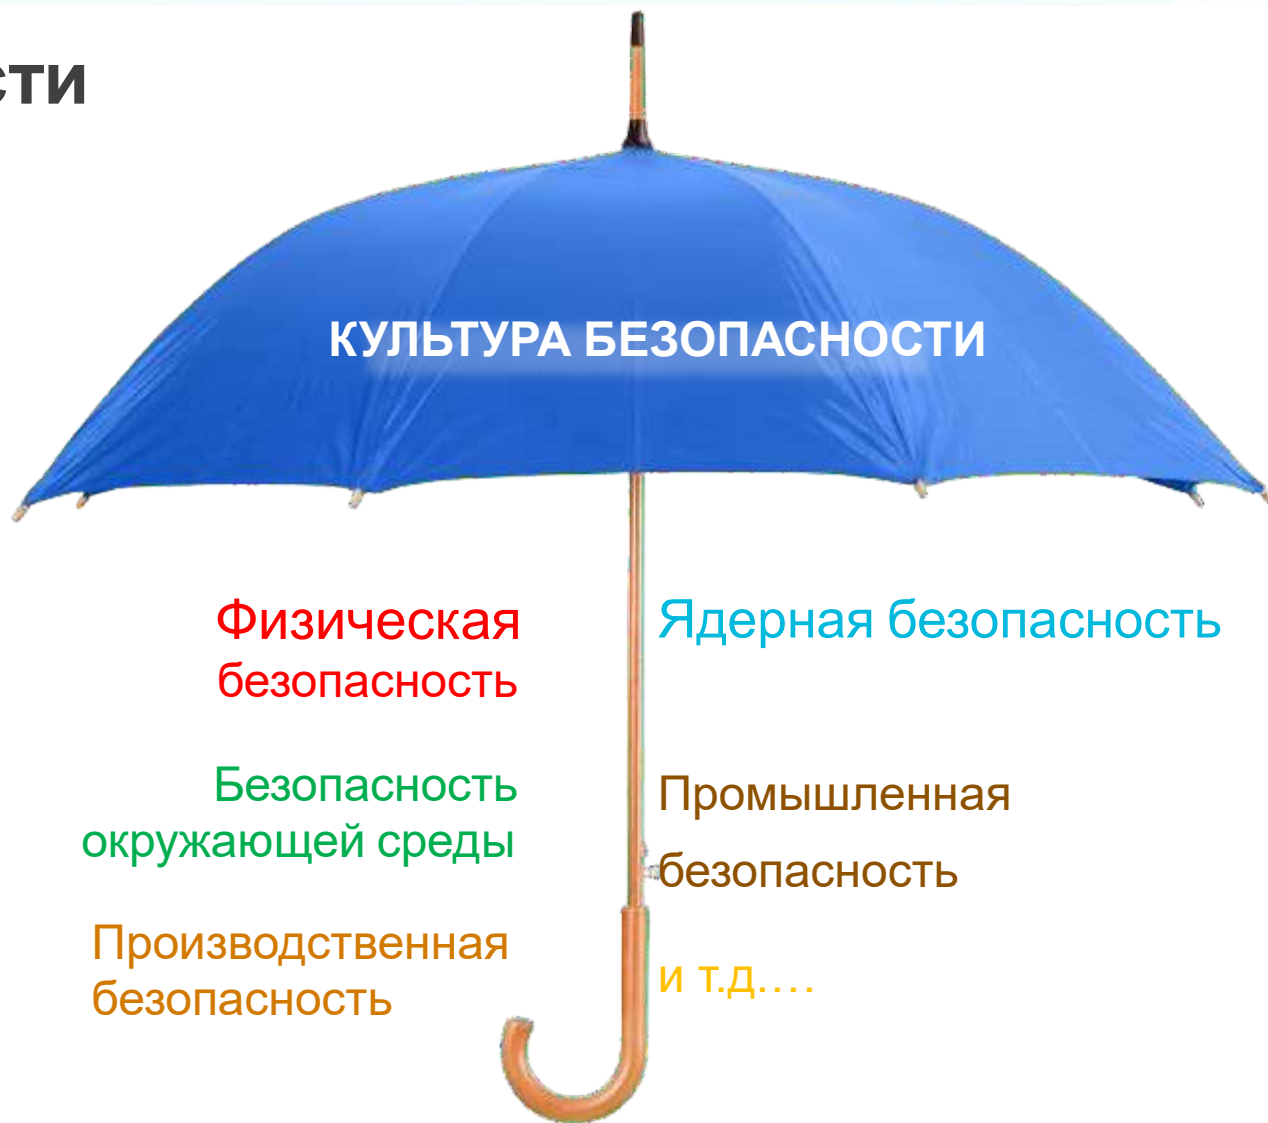 сти
КУЛЬТУРА БЕЗОПАСНОСТИ
Физическая
безопасность
Ядерная безопасность
Безопасность
окружающей среды
Промышленная
безопасность
Производственная
безопасность
и т.д.…